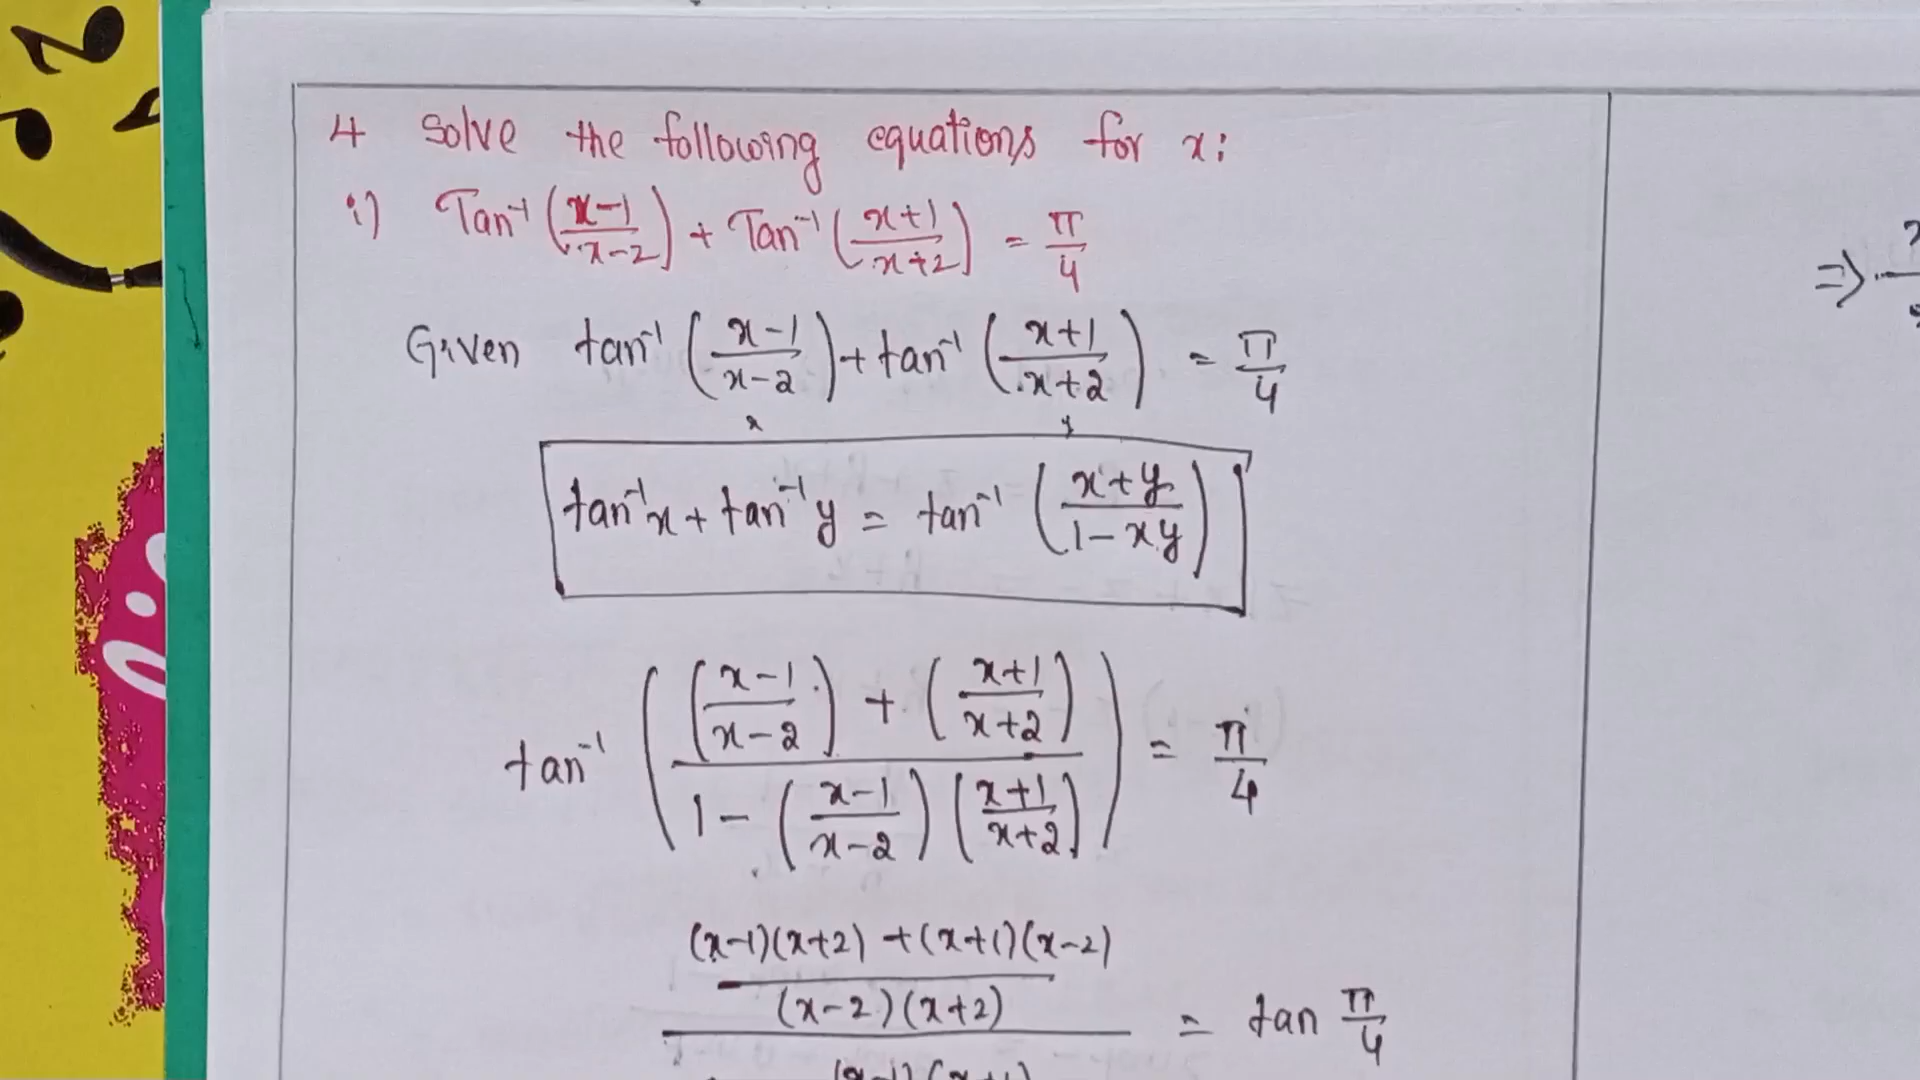 4 Solve the following equations for x:
i) Tan⁻¹ ((x-1)/(x-2)) + Tan⁻¹ ((x+1)/(x+2)) = π/4
Given tan⁻¹ ((x-1)/(x-2)) + tan⁻¹ ((x+1)/(x+2)) = π/4
x y
tan⁻¹x + tan⁻¹y = tan⁻¹ ((x+y)/(1-xy))
tan⁻¹ ((((x-1)/(x-2)) + ((x+1)/(x+2))) / (1 - ((x-1)/(x-2)) ((x+1)/(x+2)))) = π/4
(x-1)(x+2) + (x+1)(x-2)
(x-2)(x+2)
= tan π/4
(x-1)(x+1)
=>